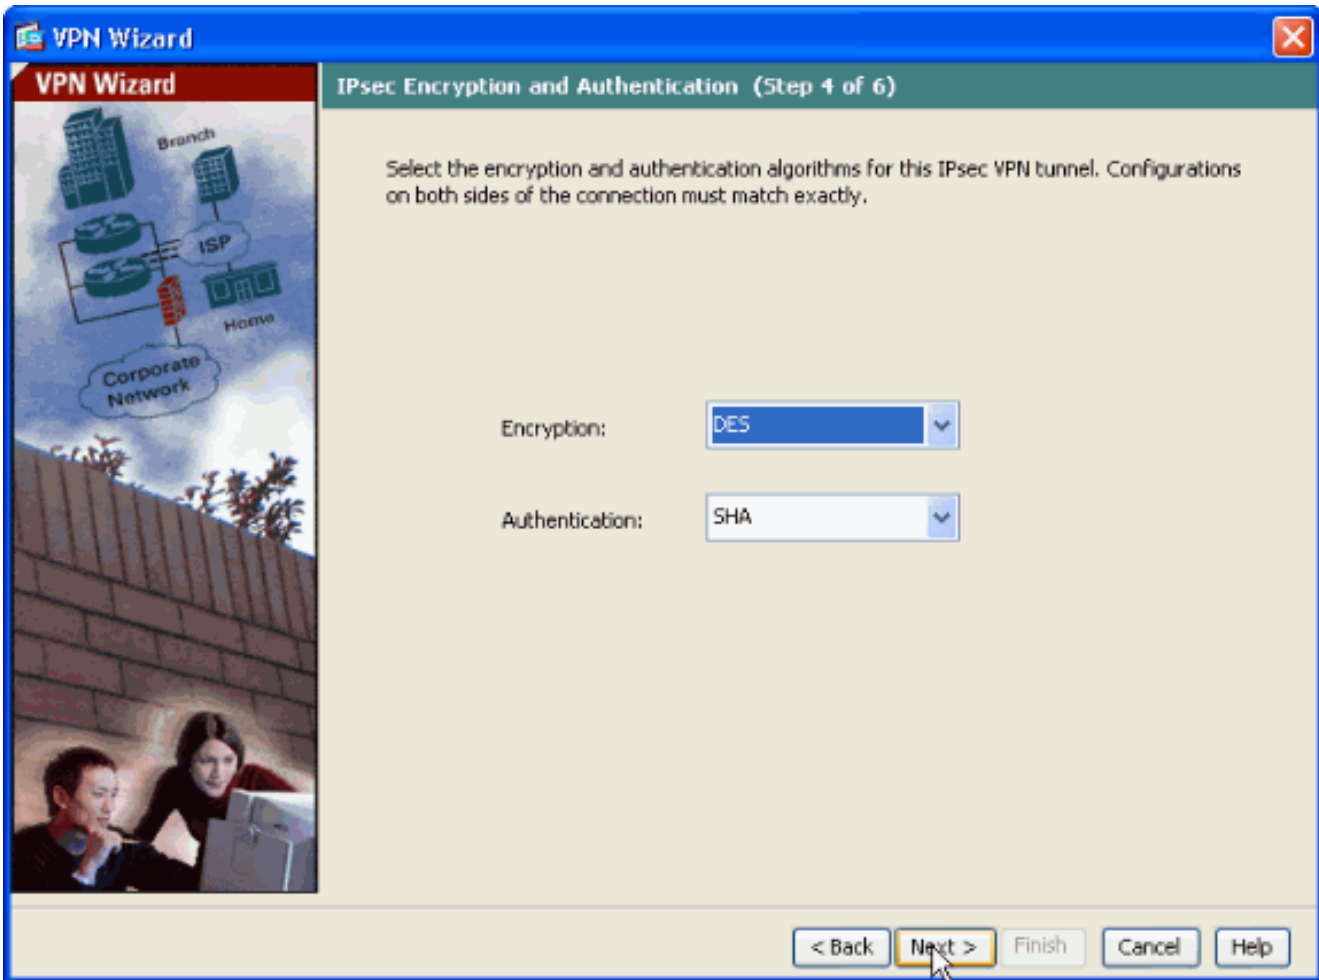 VPN Wizard
VPN Wizard
IPsec Encryption and Authentication (Step 4 of 6)
Branch
ISP
Home
Corporate
Network
Select the encryption and authentication algorithms for this IPsec VPN tunnel. Configurations
on both sides of the connection must match exactly.
Encryption:
DES
Authentication:
SHA
< Back
Next >
Finish
Cancel
Help